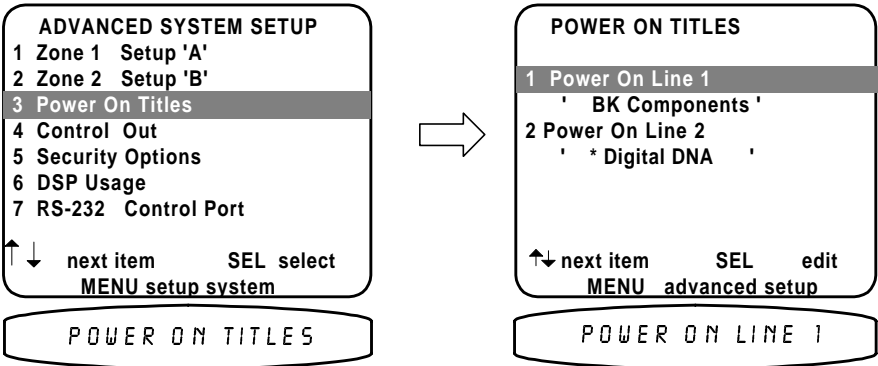 ADVANCED SYSTEM SETUP
1 Zone 1 Setup 'A'
2 Zone 2 Setup 'B'
3 Power On Titles
4 Control Out
5 Security Options
6 DSP Usage
7 RS-232 Control Port
↑↓ next item SEL select
MENU setup system
POWER ON TITLES
POWER ON TITLES
1 Power On Line 1
' BK Components '
2 Power On Line 2
' * Digital DNA '
↑↓ next item SEL edit
MENU advanced setup
POWER ON LINE 1